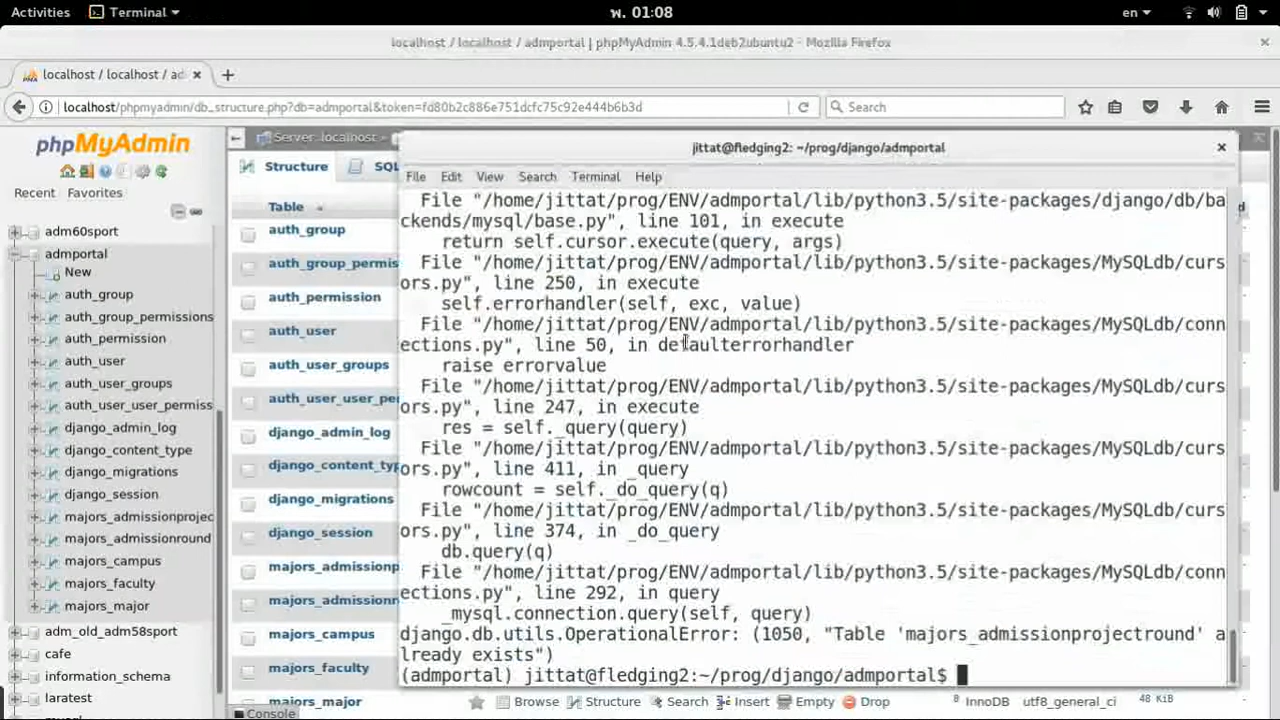 Activities
Terminal
พ. 01:08
en
localhost / localhost / admportal | phpMyAdmin 4.5.4.1deb2ubuntu2 - Mozilla Firefox
localhost / localhost / ad
localhost/phpmyadmin/db_structure.php?db=admportal&token=fd80b2c886e751dcfc75c92e444b6b3d
Search
phpMyAdmin
Recent
Favorites
adm60sport
admportal
New
auth_group
auth_group_permissions
auth_permission
auth_user
auth_user_groups
auth_user_user_permiss
django_admin_log
django_content_type
django_migrations
django_session
majors_admissionprojec
majors_admissionround
majors_campus
majors_faculty
majors_major
adm_old_adm58sport
cafe
information_schema
laratest
Server: localhost
Structure
SQL
Table
auth_group
auth_group_permis
auth_permission
auth_user
auth_user_groups
auth_user_user_per
django_admin_log
django_content_typ
django_migrations
django_session
majors_admissionp
majors_admissionr
majors_campus
majors_faculty
majors_major
Console
jittat@fledging2: ~/prog/django/admportal
File
Edit
View
Search
Terminal
Help
File "/home/jittat/prog/ENV/admportal/lib/python3.5/site-packages/django/db/ba
ckends/mysql/base.py", line 101, in execute
return self.cursor.execute(query, args)
File "/home/jittat/prog/ENV/admportal/lib/python3.5/site-packages/MySQLdb/curs
ors.py", line 250, in execute
self.errorhandler(self, exc, value)
File "/home/jittat/prog/ENV/admportal/lib/python3.5/site-packages/MySQLdb/conn
ections.py", line 50, in defaulterrorhandler
raise errorvalue
File "/home/jittat/prog/ENV/admportal/lib/python3.5/site-packages/MySQLdb/curs
ors.py", line 247, in execute
res = self._query(query)
File "/home/jittat/prog/ENV/admportal/lib/python3.5/site-packages/MySQLdb/curs
ors.py", line 411, in _query
rowcount = self._do_query(q)
File "/home/jittat/prog/ENV/admportal/lib/python3.5/site-packages/MySQLdb/curs
ors.py", line 374, in _do_query
db.query(q)
File "/home/jittat/prog/ENV/admportal/lib/python3.5/site-packages/MySQLdb/conn
ections.py", line 292, in query
_mysql.connection.query(self, query)
django.db.utils.OperationalError: (1050, "Table 'majors_admissionprojectround' a
lready exists")
(admportal) jittat@fledging2:~/prog/django/admportal$
Browse
Structure
Search
Insert
Empty
Drop
8 InnoDB
utf8_general_ci
48 KiB